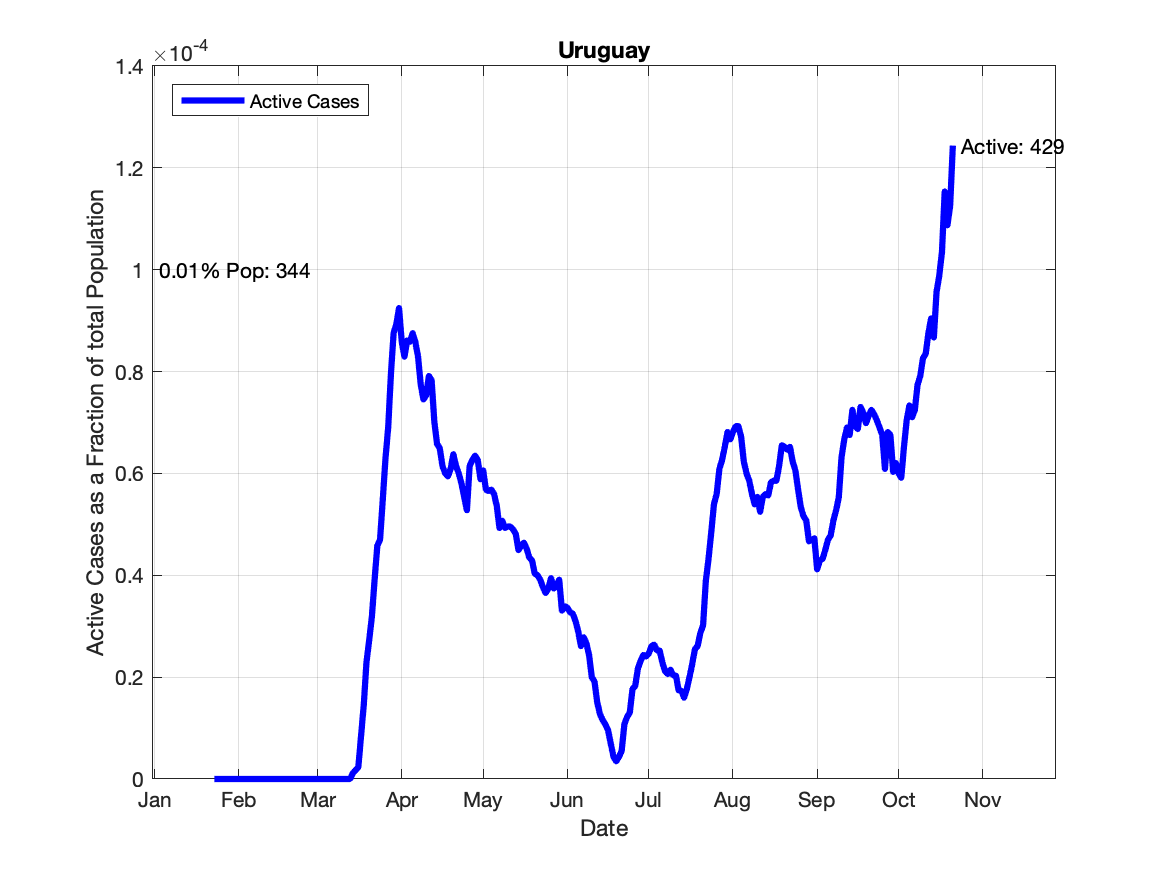 Uruguay
×10-4
Active Cases
1.4
1.2
1
0.8
0.6
0.4
0.2
0
Active Cases as a Fraction of total Population
Active: 429
0.01% Pop: 344
Jan Feb Mar Apr May Jun Jul Aug Sep Oct Nov
Date